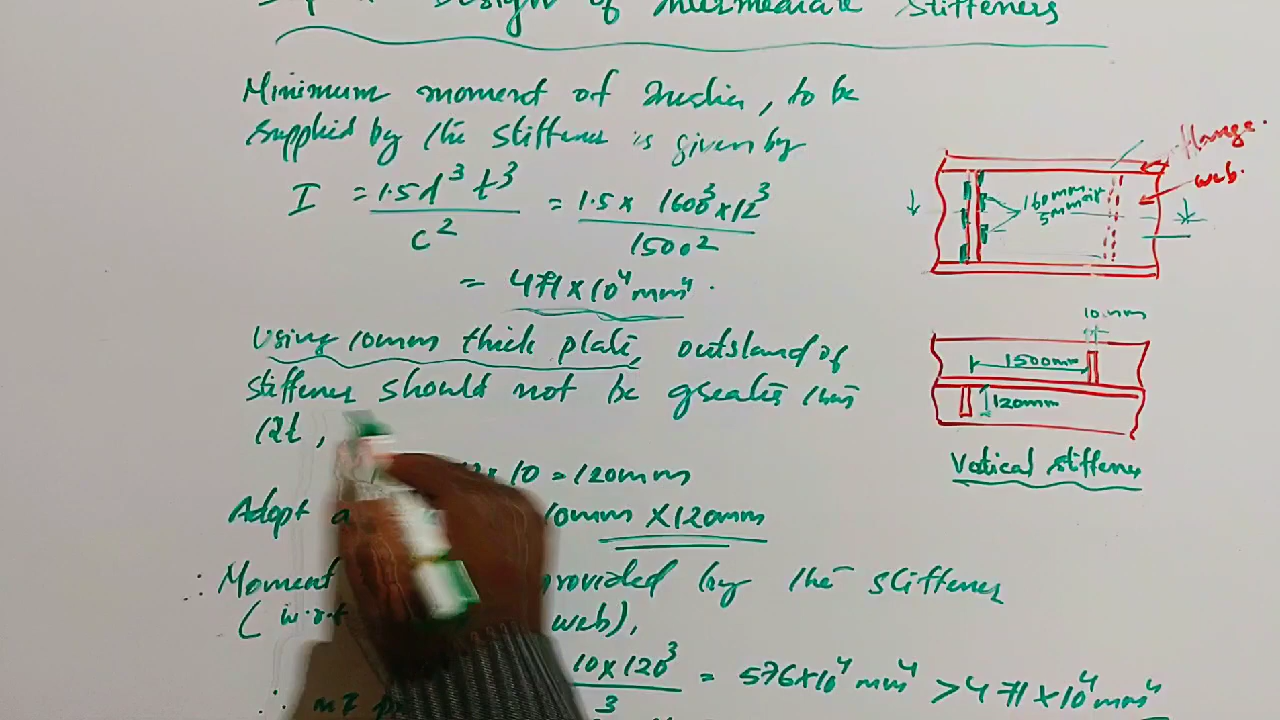 Design of Intermediate Stiffeners
Minimum moment of Inertia, to be
supplied by the stiffener is given by
I = 1.5 d³ t³ / c² = 1.5 × 1600³ × 12³ / 1500²
= 471 × 10⁴ mm⁴.
Using 10mm thick plate, outstand of
stiffener should not be greater than
12t,
× 10 = 120mm
Adopt a 10mm × 120mm
∴ Moment provided by the stiffener
(w.r.t web),
10 × 120³ / 3 = 576 × 10⁴ mm⁴ > 471 × 10⁴ mm⁴
∴
flange.
web.
160mm
5mm
10mm
1500mm
120mm
Vertical stiffener